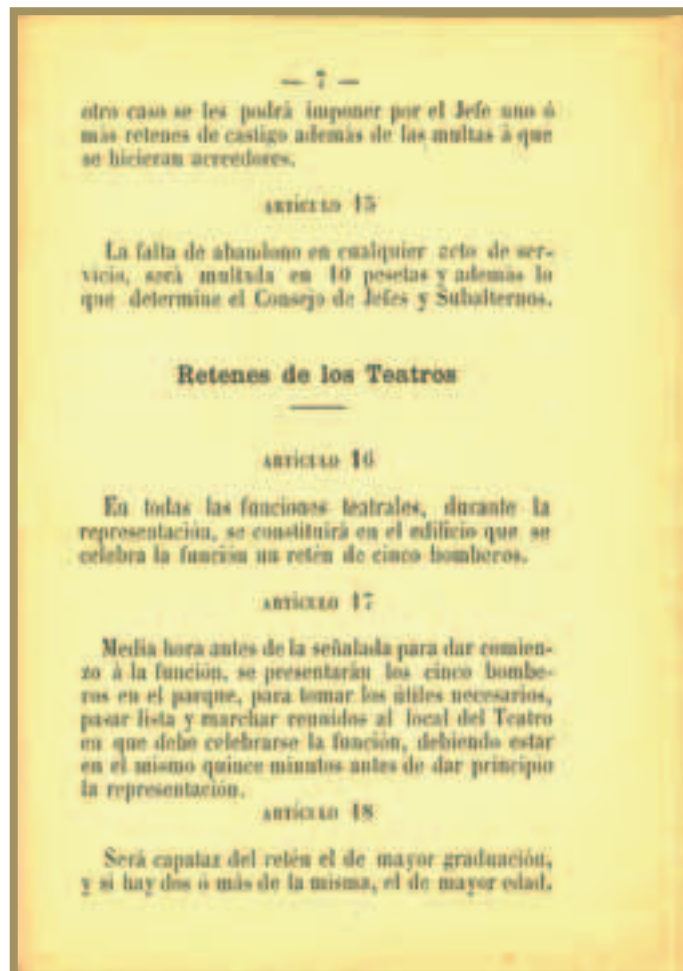 — 7 —
otro caso se les podrá imponer por el Jefe uno ó
más retenes de castigo además de las multas á que
se hicieran acreedores.
ARTÍCULO 15
La falta de abandono en cualquier acto de ser-
vicio, será multada en 10 pesetas y además lo
que determine el Consejo de Jefes y Subalternos.
Retenes de los Teatros
ARTÍCULO 16
En todas las funciones teatrales, durante la
representación, se constituirá en el edificio que se
celebra la función un retén de cinco bomberos.
ARTÍCULO 17
Media hora antes de la señalada para dar comien-
zo á la función, se presentarán los cinco bombe-
ros en el parque, para tomar los útiles necesarios,
pasar lista y marchar reunidos al local del Teatro
en que debe celebrarse la función, debiendo estar
en el mismo quince minutos antes de dar principio
la representación.
ARTÍCULO 18
Será capataz del retén el de mayor graduación,
y si hay dos ó más de la misma, el de mayor edad.